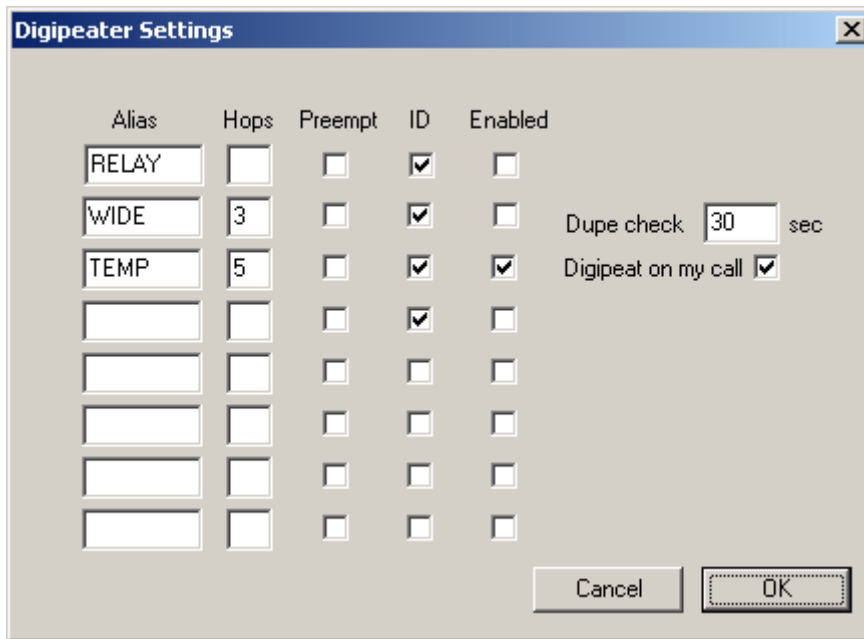 Digipeater Settings
Alias Hops Preempt ID Enabled
RELAY
WIDE 3
Dupe check 30 sec
TEMP 5
Digipeat on my call
Cancel OK